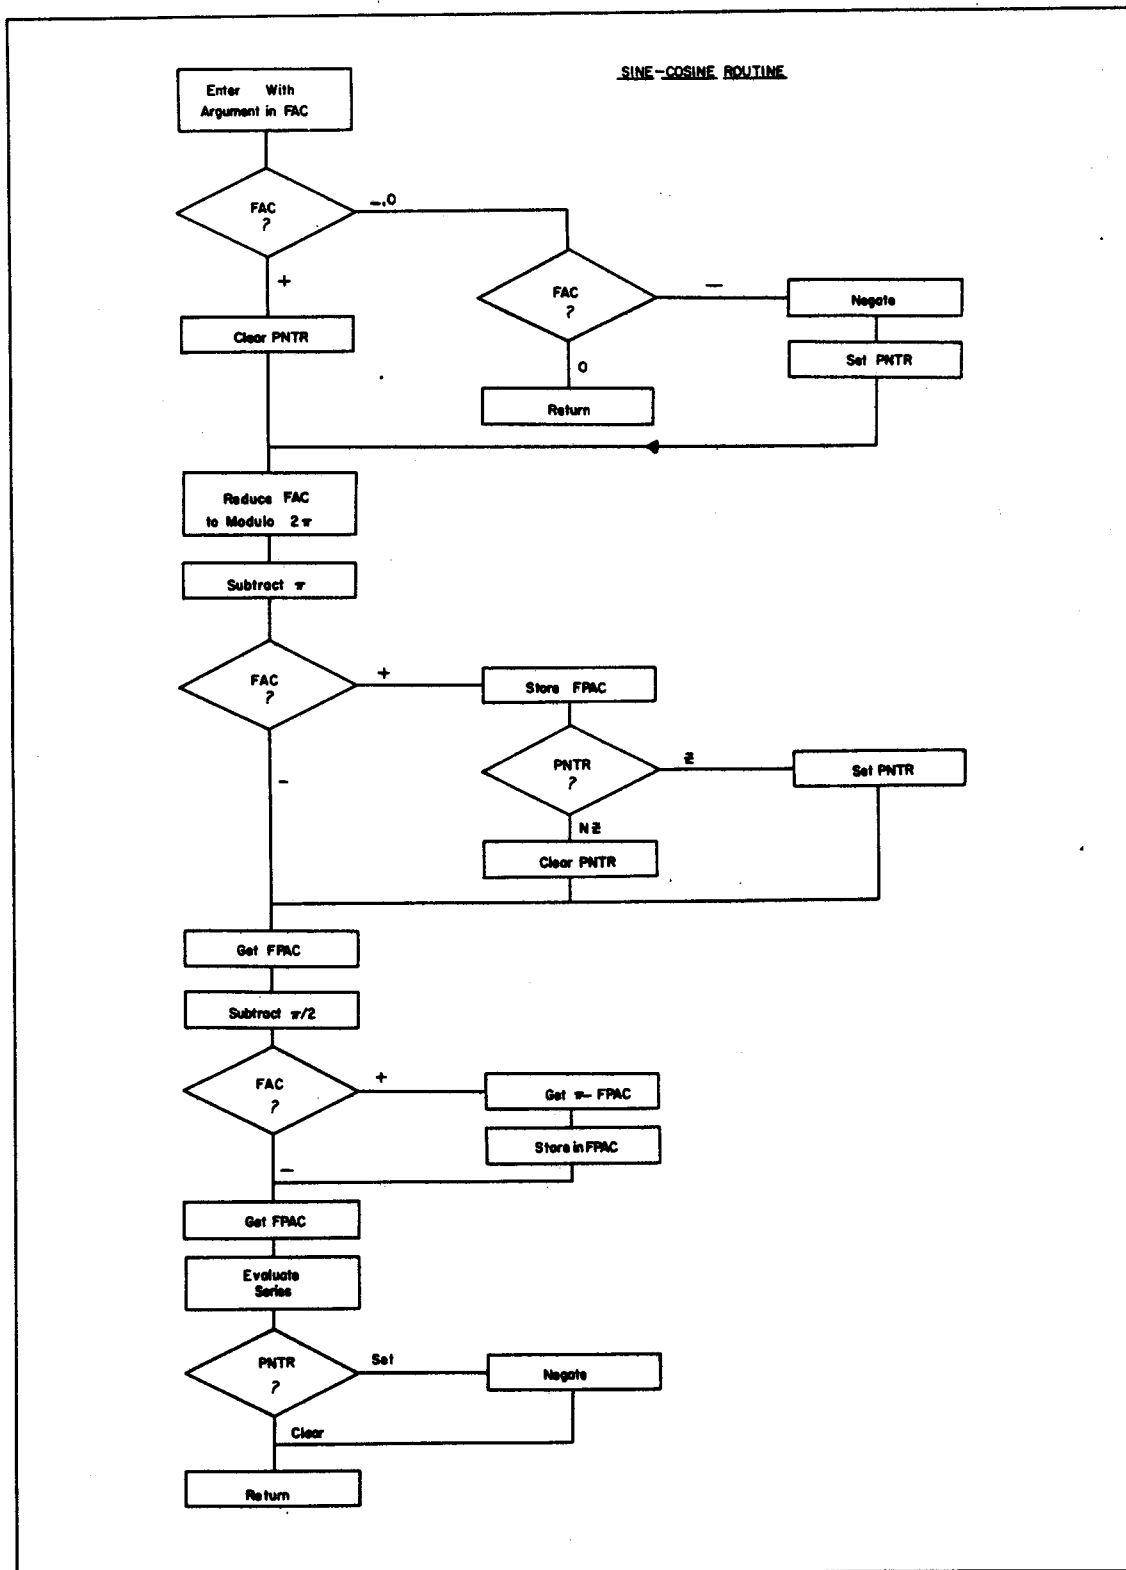 SINE-COSINE ROUTINE
Enter With
Argument in FAC
FAC
?
-,0
+
FAC
?
-
Negate
Clear PNTR
Set PNTR
0
Return
Reduce FAC
to Modulo 2π
Subtract π
FAC
?
+
Store FPAC
-
PNTR
?
Z
Set PNTR
NZ
Clear PNTR
Get FPAC
Subtract π/2
FAC
?
+
Get π- FPAC
Store in FPAC
-
Get FPAC
Evaluate
Series
PNTR
?
Set
Negate
Clear
Return